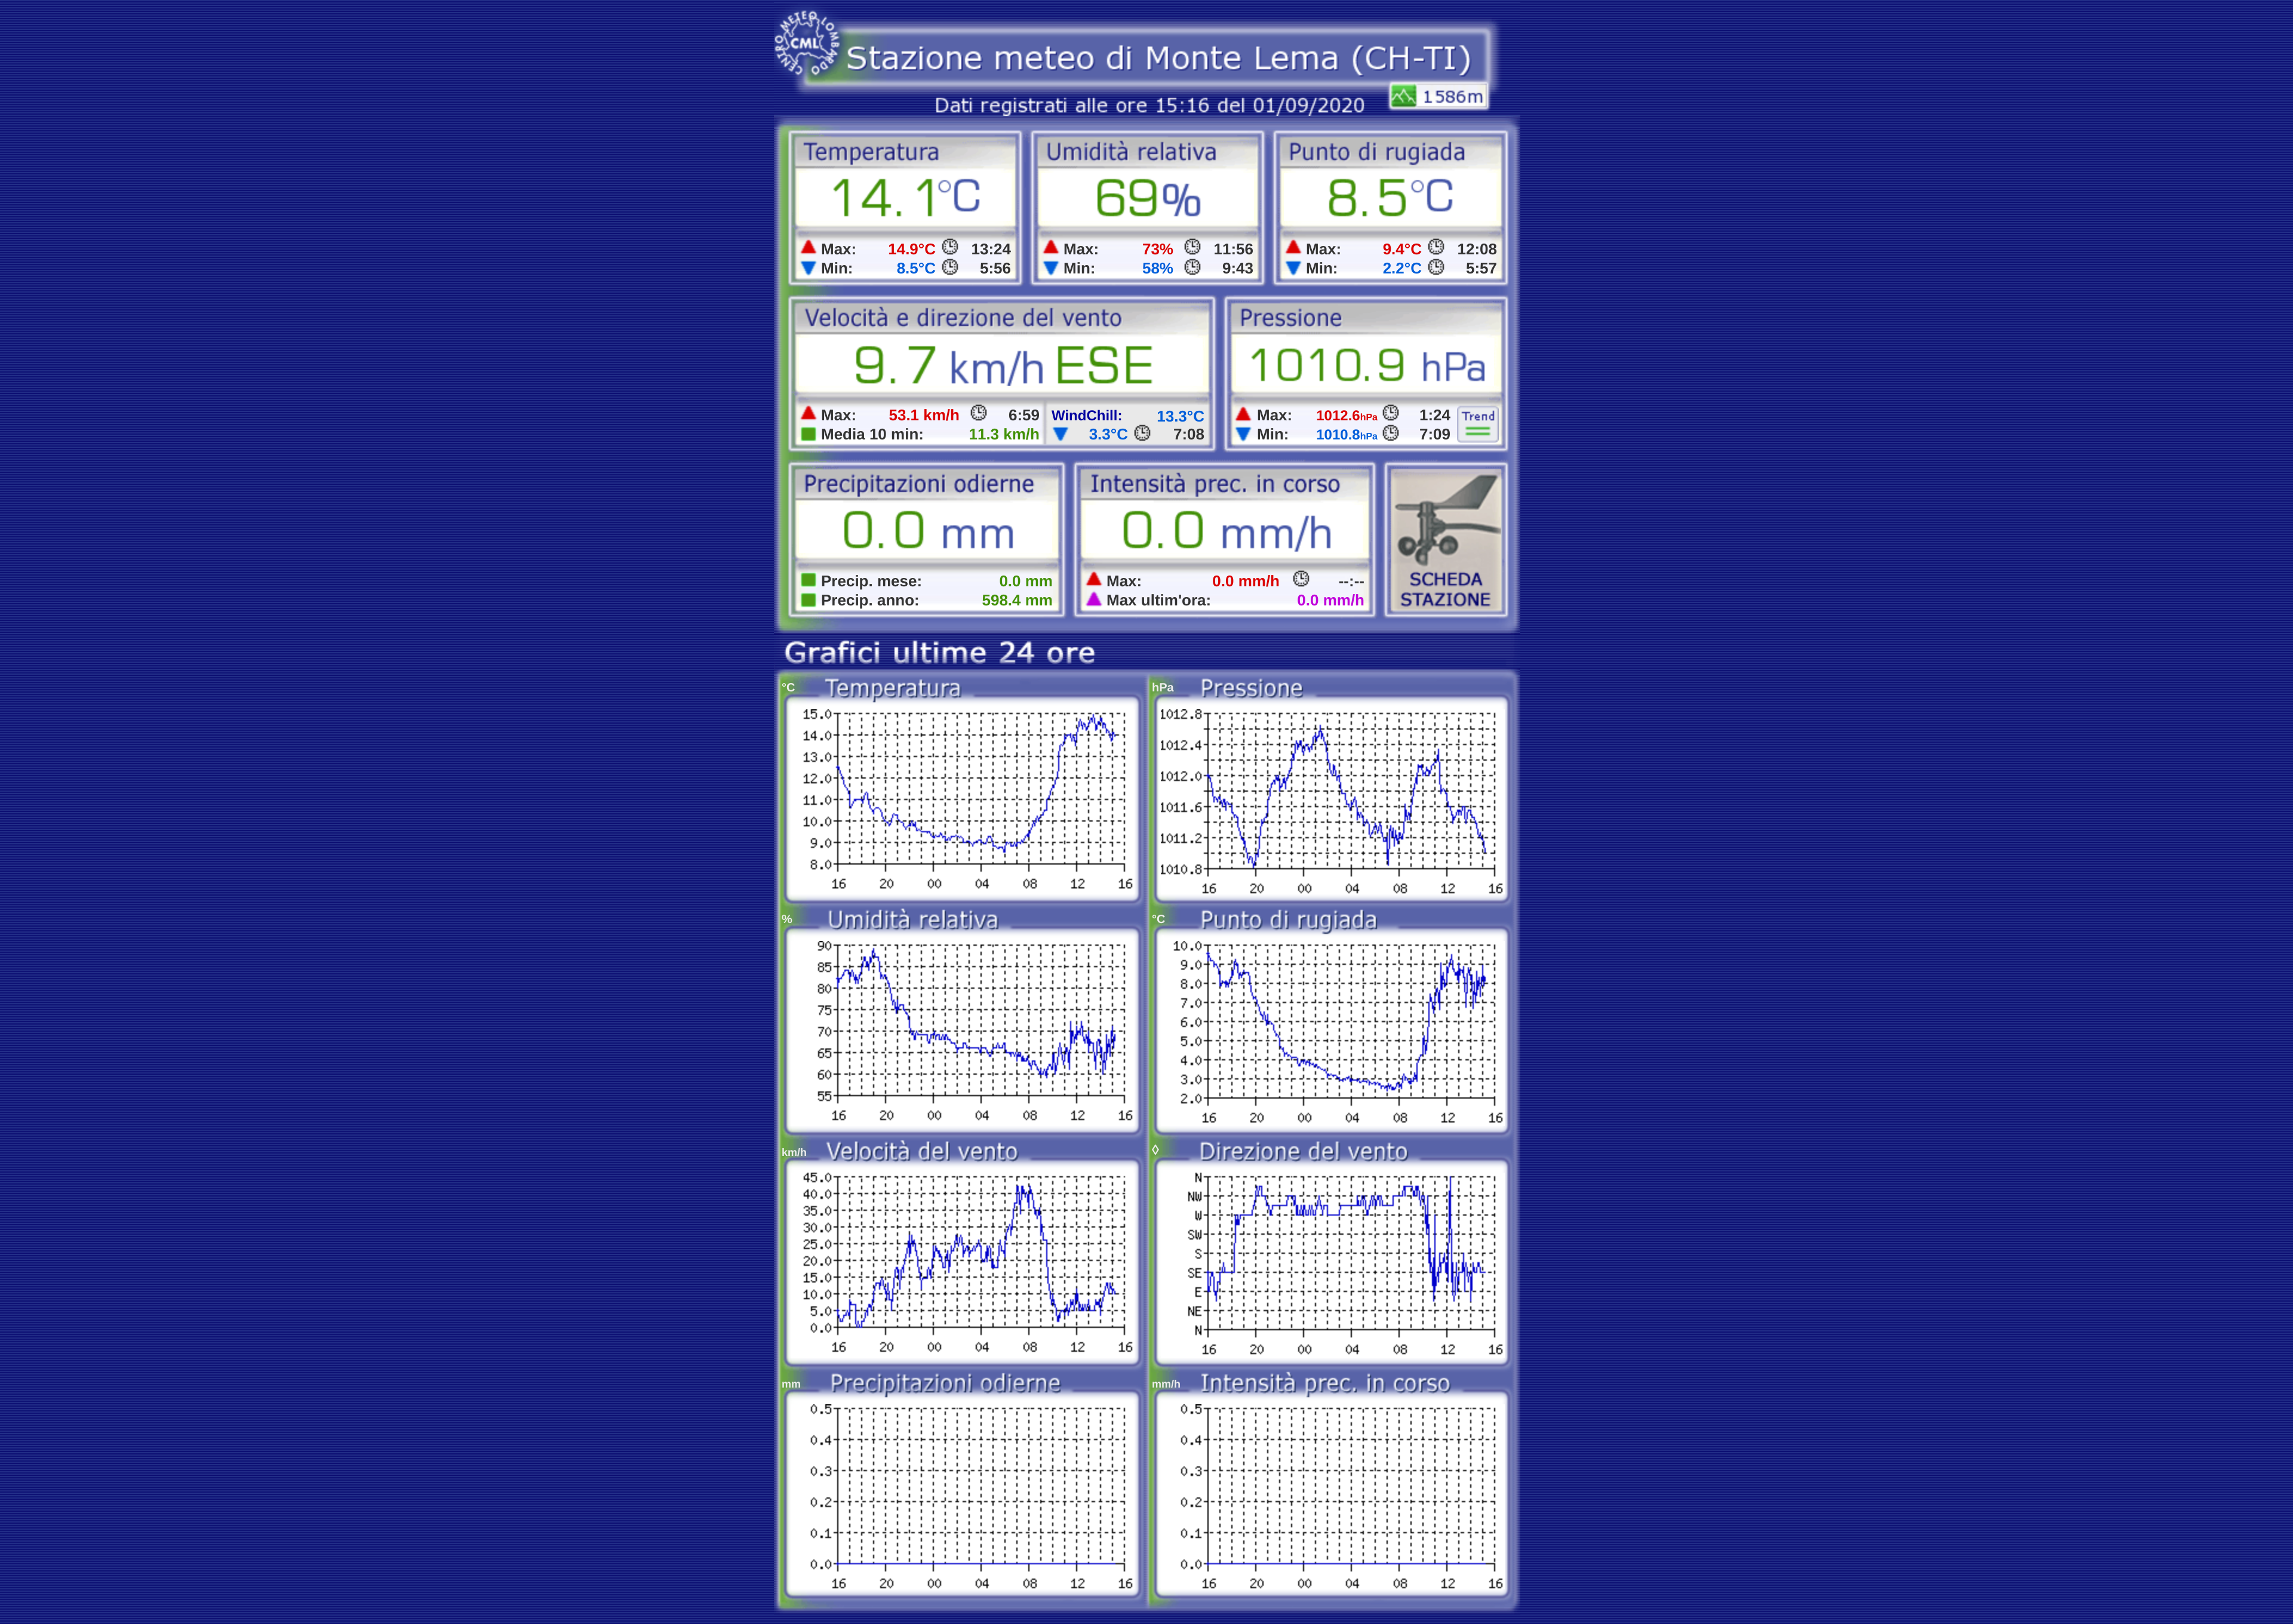 CENTRO METEO LOMBARDO
CML
Stazione meteo di Monte Lema (CH-TI)
Dati registrati alle ore 15:16 del 01/09/2020
1586m
Temperatura
14.1°C
Max: 14.9°C 13:24
Min: 8.5°C 5:56
Umidità relativa
69%
Max: 73% 11:56
Min: 58% 9:43
Punto di rugiada
8.5°C
Max: 9.4°C 12:08
Min: 2.2°C 5:57
Velocità e direzione del vento
9.7 km/h ESE
Max: 53.1 km/h 6:59
Media 10 min: 11.3 km/h
WindChill: 13.3°C
3.3°C 7:08
Pressione
1010.9 hPa
Max: 1012.6hPa 1:24
Min: 1010.8hPa 7:09
Trend
Precipitazioni odierne
0.0 mm
Precip. mese: 0.0 mm
Precip. anno: 598.4 mm
Intensità prec. in corso
0.0 mm/h
Max: 0.0 mm/h --:--
Max ultim'ora: 0.0 mm/h
SCHEDA
STAZIONE
Grafici ultime 24 ore
°C Temperatura
15.0
14.0
13.0
12.0
11.0
10.0
9.0
8.0
16 20 00 04 08 12 16
hPa Pressione
1012.8
1012.4
1012.0
1011.6
1011.2
1010.8
16 20 00 04 08 12 16
% Umidità relativa
90
85
80
75
70
65
60
55
16 20 00 04 08 12 16
°C Punto di rugiada
10.0
9.0
8.0
7.0
6.0
5.0
4.0
3.0
2.0
16 20 00 04 08 12 16
km/h Velocità del vento
45.0
40.0
35.0
30.0
25.0
20.0
15.0
10.0
5.0
0.0
16 20 00 04 08 12 16
◊ Direzione del vento
N
NW
W
SW
S
SE
E
NE
N
16 20 00 04 08 12 16
mm Precipitazioni odierne
0.5
0.4
0.3
0.2
0.1
0.0
16 20 00 04 08 12 16
mm/h Intensità prec. in corso
0.5
0.4
0.3
0.2
0.1
0.0
16 20 00 04 08 12 16